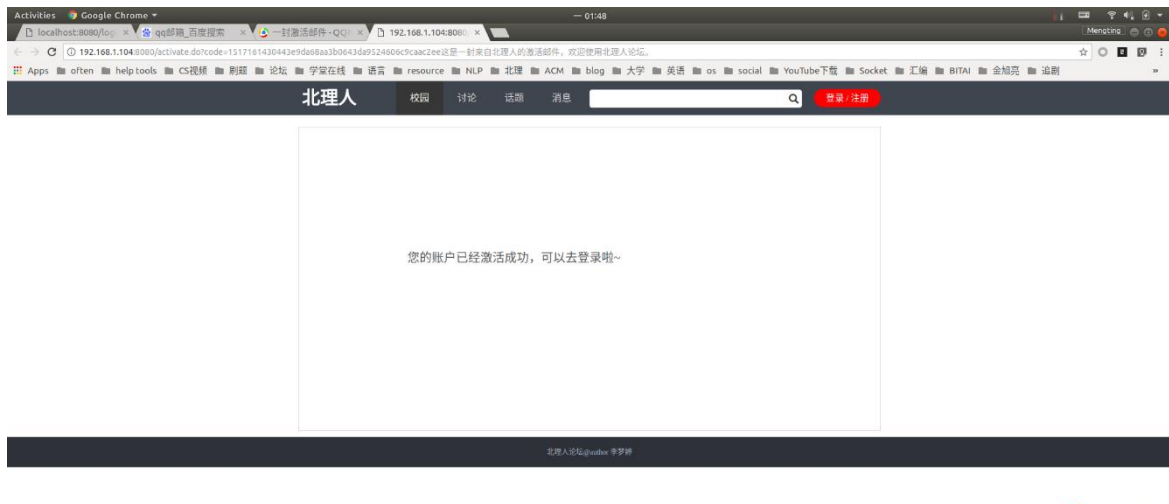 Activities Google Chrome 01:48
localhost:8080/log qq邮箱_百度搜索 一封激活邮件 - QQ 192.168.1.104:8080 Mengting
192.168.1.104:8080/activate.do?code=1517161430443e9da68aa3b0643da9524606c9caac2ee这是一封来自北理人的激活邮件，欢迎使用北理人论坛。
Apps often help tools CS视频 刷题 论坛 学堂在线 语言 resource NLP 北理 ACM blog 大学 英语 os social YouTube下载 Socket 汇编 BITAI 金旭亮 追剧 »
北理人 校园 讨论 话题 消息 登录 / 注册
您的账户已经激活成功，可以去登录啦~
北理人论坛@author 李梦婷